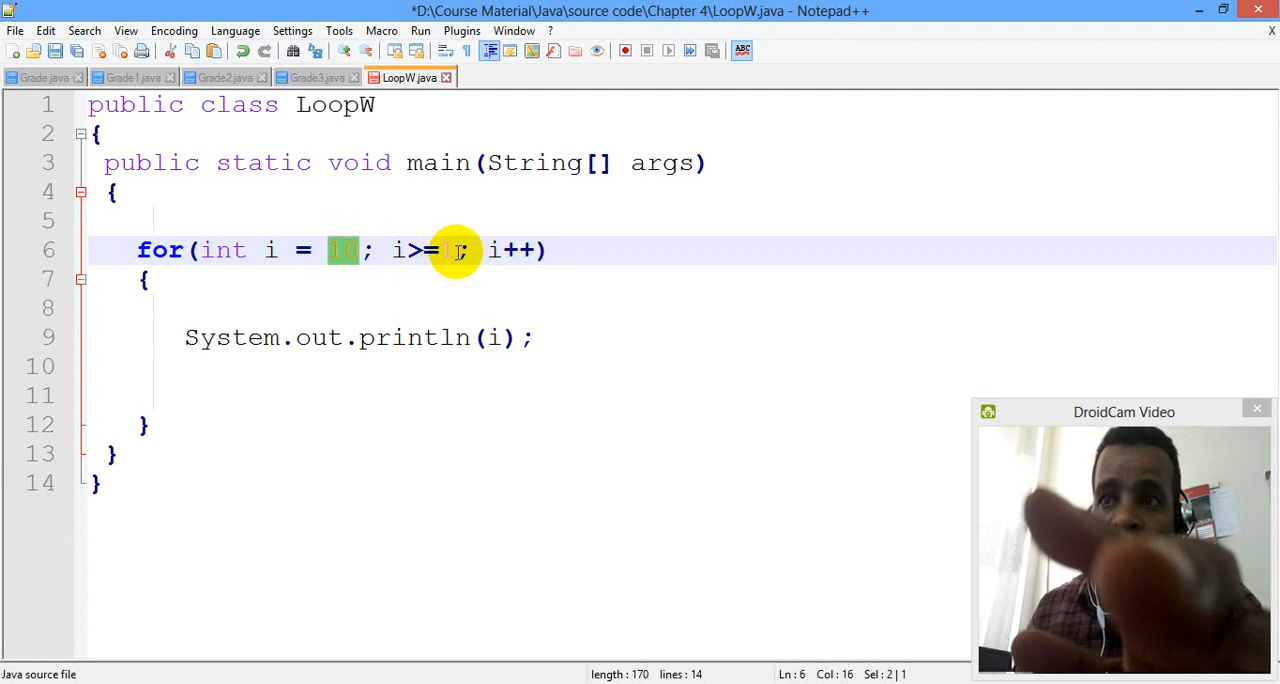 *D:\Course Material\Java\source code\Chapter 4\LoopW.java - Notepad++
File Edit Search View Encoding Language Settings Tools Macro Run Plugins Window ? X
ABC
Grade.java Grade1.java Grade2.java Grade3.java LoopW.java
1 public class LoopW
2 {
3 public static void main(String[] args)
4 {
5
6 for(int i = 10; i>=1; i++)
7 {
8
9 System.out.println(i);
10
11
12 }
13 }
14 }
DroidCam Video
Java source file length : 170 lines : 14 Ln : 6 Col : 16 Sel : 2 | 1